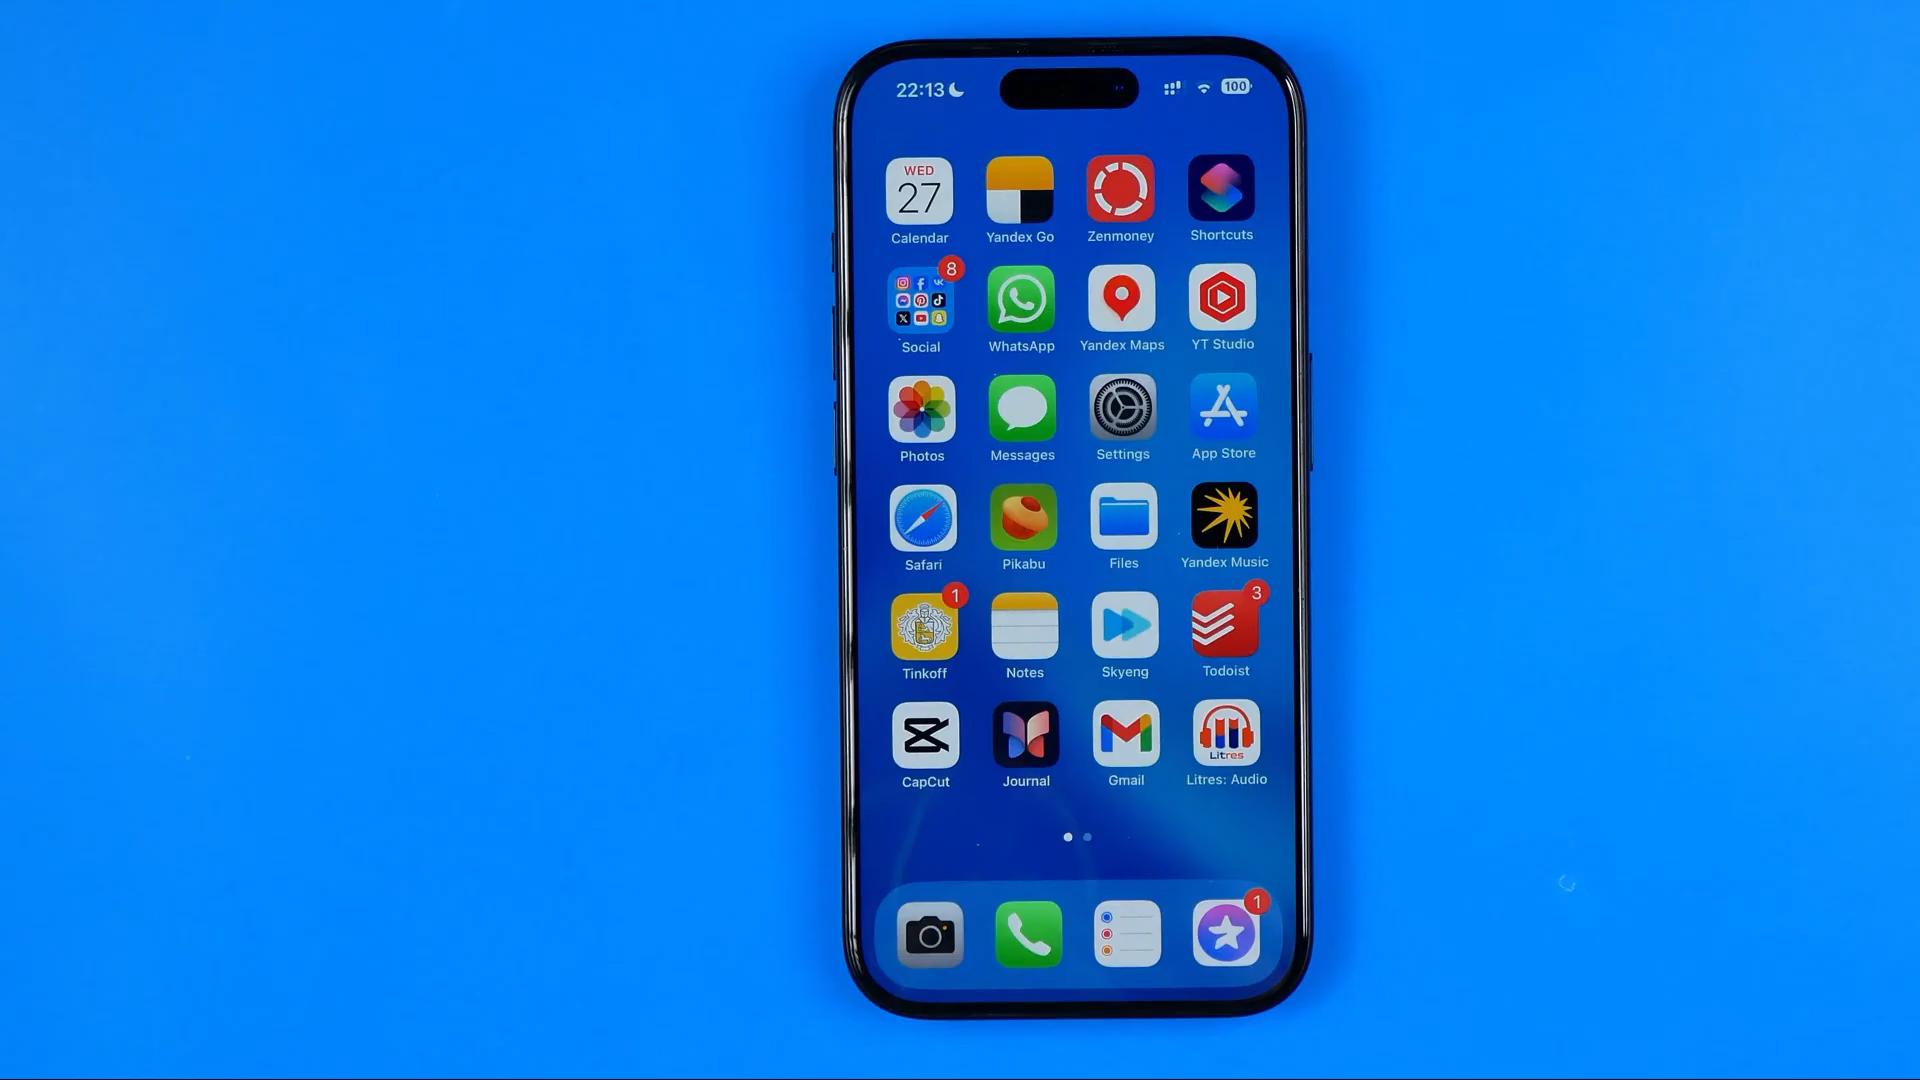 22:13
100
WED
27
Calendar
Yandex Go
Zenmoney
Shortcuts
8
Social
WhatsApp
Yandex Maps
YT Studio
Photos
Messages
Settings
App Store
Safari
Pikabu
Files
Yandex Music
1
3
Tinkoff
Notes
Skyeng
Todoist
Litres
CapCut
Journal
Gmail
Litres: Audio
1